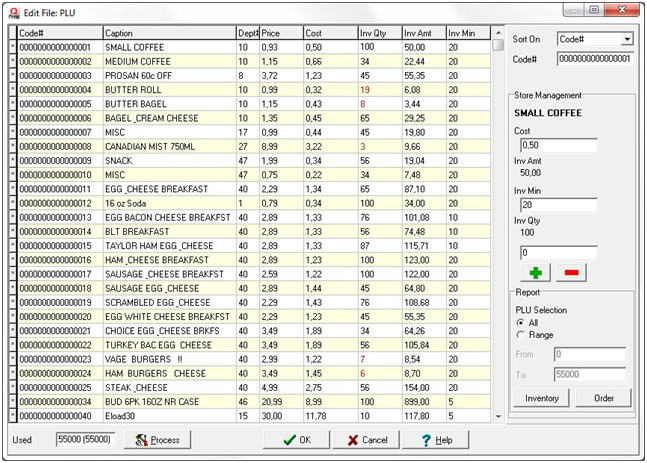 Edit File: PLU
Code# Caption Dept# Price Cost Inv Qty Inv Amt Inv Min
0000000000000001 SMALL COFFEE 10 0,93 0,50 100 50,00 20
0000000000000002 MEDIUM COFFEE 10 1,15 0,66 34 22,44 20
0000000000000003 PROSAN 60c OFF 8 3,72 1,23 45 55,35 20
0000000000000004 BUTTER ROLL 10 0,99 0,32 19 6,08 20
0000000000000005 BUTTER BAGEL 10 1,15 0,43 8 3,44 20
0000000000000006 BAGEL_CREAM CHEESE 10 1,35 0,45 65 29,25 20
0000000000000007 MISC 17 0,99 0,44 45 19,80 20
0000000000000008 CANADIAN MIST 750ML 27 8,99 3,22 3 9,66 20
0000000000000009 SNACK 47 1,99 0,34 56 19,04 20
0000000000000010 MISC 47 0,75 0,22 34 7,48 20
0000000000000011 EGG_CHEESE BREAKFAST 40 2,29 1,34 65 87,10 20
0000000000000012 16 oz Soda 1 0,79 0,34 100 34,00 20
0000000000000013 EGG BACON CHEESE BREAKFST 40 2,89 1,33 76 101,08 10
0000000000000014 BLT BREAKFAST 40 2,89 1,33 56 74,48 10
0000000000000015 TAYLOR HAM EGG_CHEESE 40 2,89 1,33 87 115,71 10
0000000000000016 HAM_CHEESE BREAKFAST 40 2,89 1,23 100 123,00 20
0000000000000017 SAUSAGE_CHEESE BREAKFST 40 2,59 1,22 100 122,00 20
0000000000000018 SAUSAGE EGG_CHEESE 40 2,89 1,44 45 64,80 20
0000000000000019 SCRAMBLED EGG_CHEESE 40 2,29 1,43 76 108,68 20
0000000000000020 EGG WHITE CHEESE BREAKFST 40 2,29 1,23 45 55,35 20
0000000000000021 CHOICE EGG_CHEESE BRKFS 40 3,49 1,89 34 64,26 20
0000000000000022 TURKEY BAC EGG CHEESE 40 3,49 1,89 56 105,84 20
0000000000000023 VAGE BURGERS !! 40 2,99 1,22 7 8,54 20
0000000000000024 HAM BURGERS CHEESE 40 3,49 1,45 6 8,70 20
0000000000000025 STEAK_CHEESE 40 4,99 2,75 56 154,00 20
0000000000000026 BUD 6PK 16OZ NR CASE 46 20,99 8,99 100 899,00 5
0000000000000040 Eload30 15 30,00 11,78 10 117,80 5
Sort On Code#
Code# 0000000000000001
Store Management
SMALL COFFEE
Cost
0,50
Inv Amt
50,00
Inv Min
20
Inv Qty
100
0
Report
PLU Selection
All
Range
From 0
To 55000
Inventory Order
Used 55000 (55000) Process OK Cancel Help